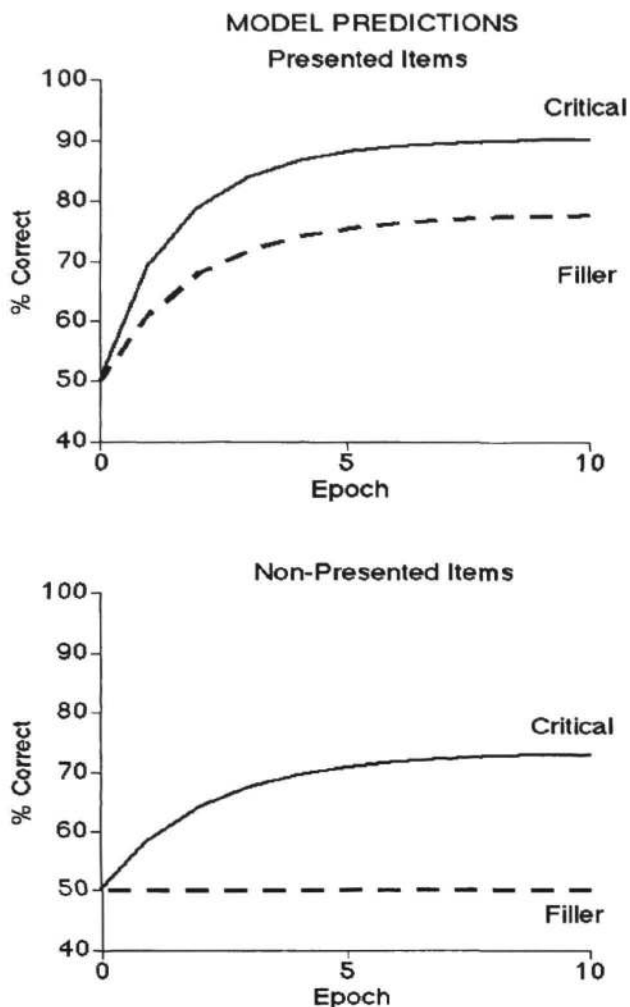 MODEL PREDICTIONS
Presented Items
100
90
80
70
60
50
40
% Correct
Critical
Filler
0
5
10
Epoch
Non-Presented Items
100
90
80
70
60
50
40
% Correct
Critical
Filler
0
5
10
Epoch